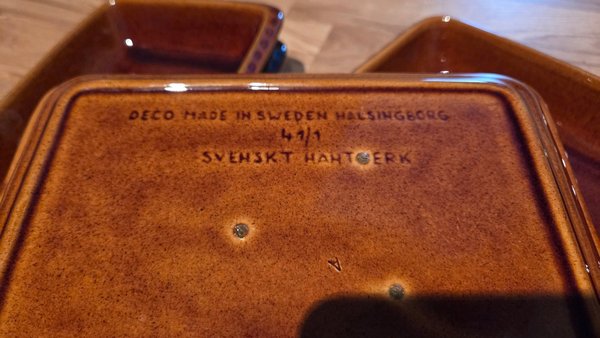 DECO MADE IN SWEDEN HALSINGBORG
41/1
SVENSKT HANTVERK
A